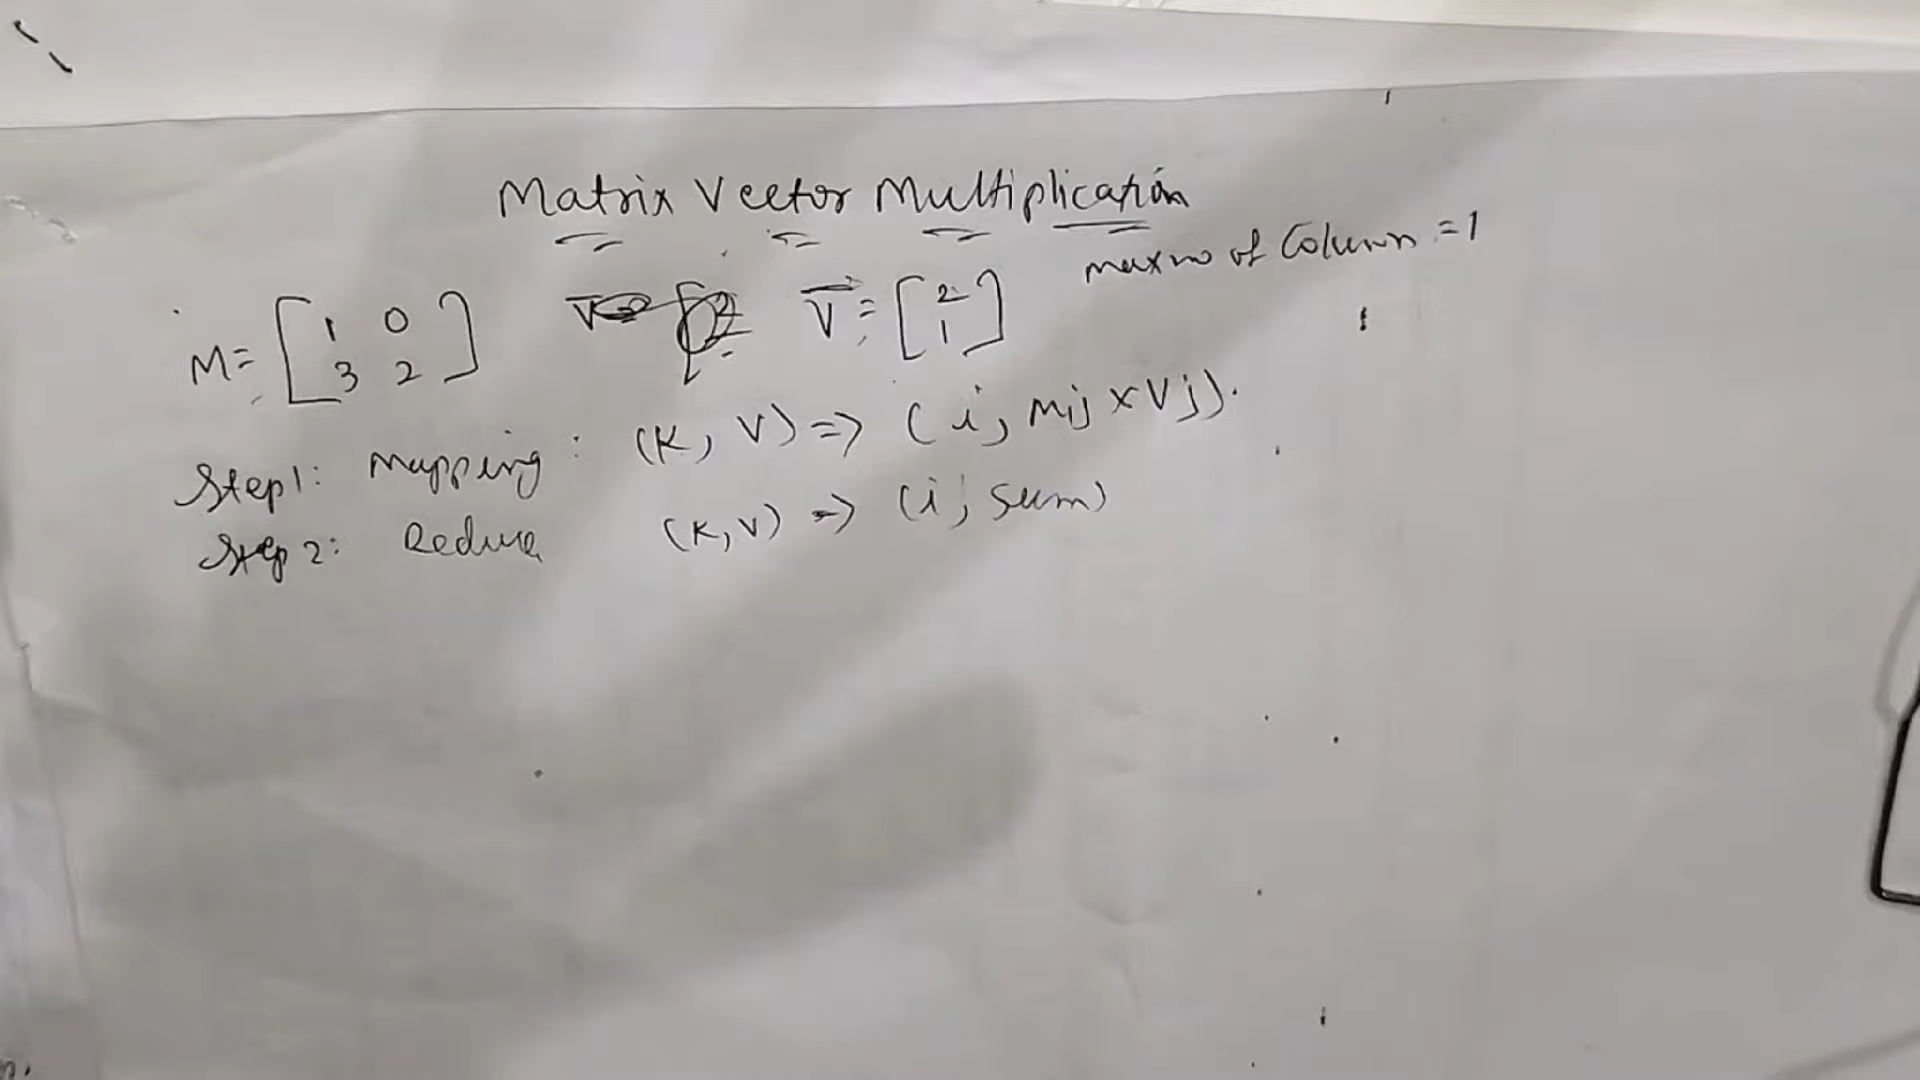 Matrix Vector Multiplication
max no of Column = 1
M = [ 1 0
3 2 ]
V = [ 2
1 ]
Step1: Mapping : (K, V) => (i, mij x Vj).
Step 2: Reduce (K, V) => (i, sum)